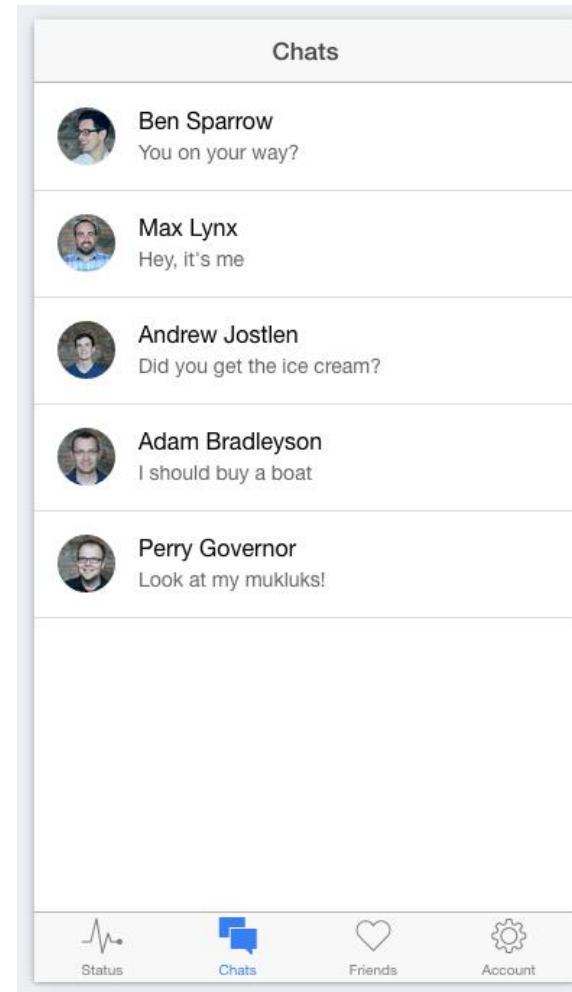 Chats
Ben Sparrow
You on your way?
Max Lynx
Hey, it's me
Andrew Jostlen
Did you get the ice cream?
Adam Bradleyson
I should buy a boat
Perry Governor
Look at my mukluks!
Status
Chats
Friends
Account